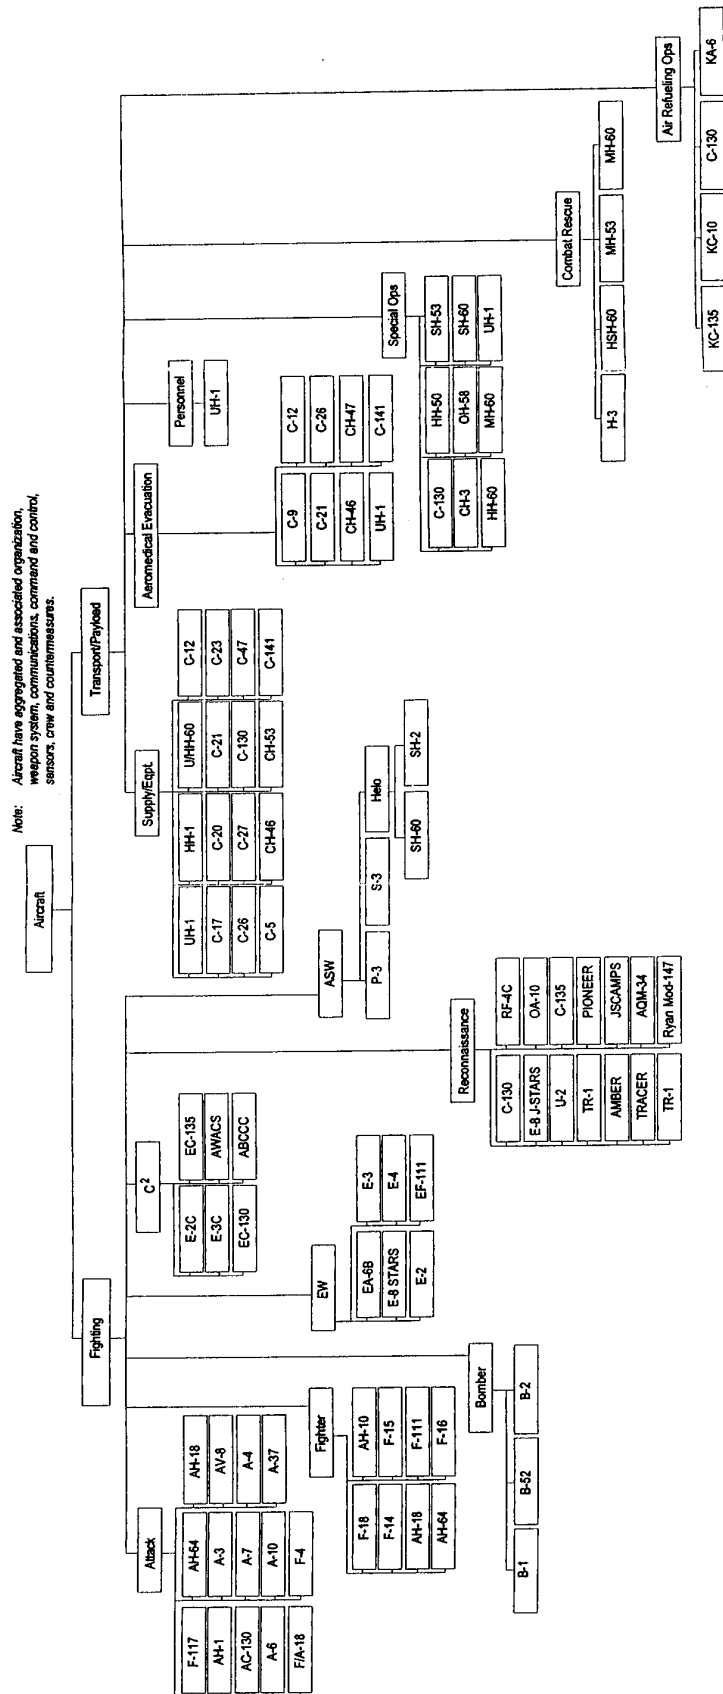 Note: Aircraft have aggregated and associated organization,
weapon system, communications, command and control,
sensors, crew and countermeasures.
Aircraft
Fighting
Transport/Payload
Attack
F-117
AH-64
AH-18
AH-1
A-3
AV-8
AC-130
A-7
A-4
A-6
A-10
A-37
F/A-18
F-4
Fighter
F-18
AH-10
F-14
F-15
AH-18
F-111
AH-64
F-16
Bomber
B-1
B-52
B-2
C²
E-2C
EC-135
E-3C
AWACS
EC-130
ABCCC
EW
EA-6B
E-3
E-8 STARS
E-4
E-2
EF-111
Reconnaissance
C-130
RF-4C
E-8 J-STARS
OA-10
U-2
C-135
TR-1
PIONEER
AMBER
JSCAMPS
TRACER
AQM-34
TR-1
Ryan Mod-147
ASW
P-3
S-3
Helo
SH-60
SH-2
Supply/Eqpt.
UH-1
HH-1
U/HH-60
C-12
C-17
C-20
C-21
C-23
C-26
C-27
C-130
C-47
C-5
CH-46
CH-53
C-141
Aeromedical Evacuation
C-9
C-12
C-21
C-26
CH-46
CH-47
UH-1
C-141
Personnel
UH-1
Special Ops
C-130
HH-50
SH-53
CH-3
OH-58
SH-60
HH-60
MH-60
UH-1
Combat Rescue
H-3
HSH-60
MH-53
MH-60
Air Refueling Ops
KC-135
KC-10
C-130
KA-6